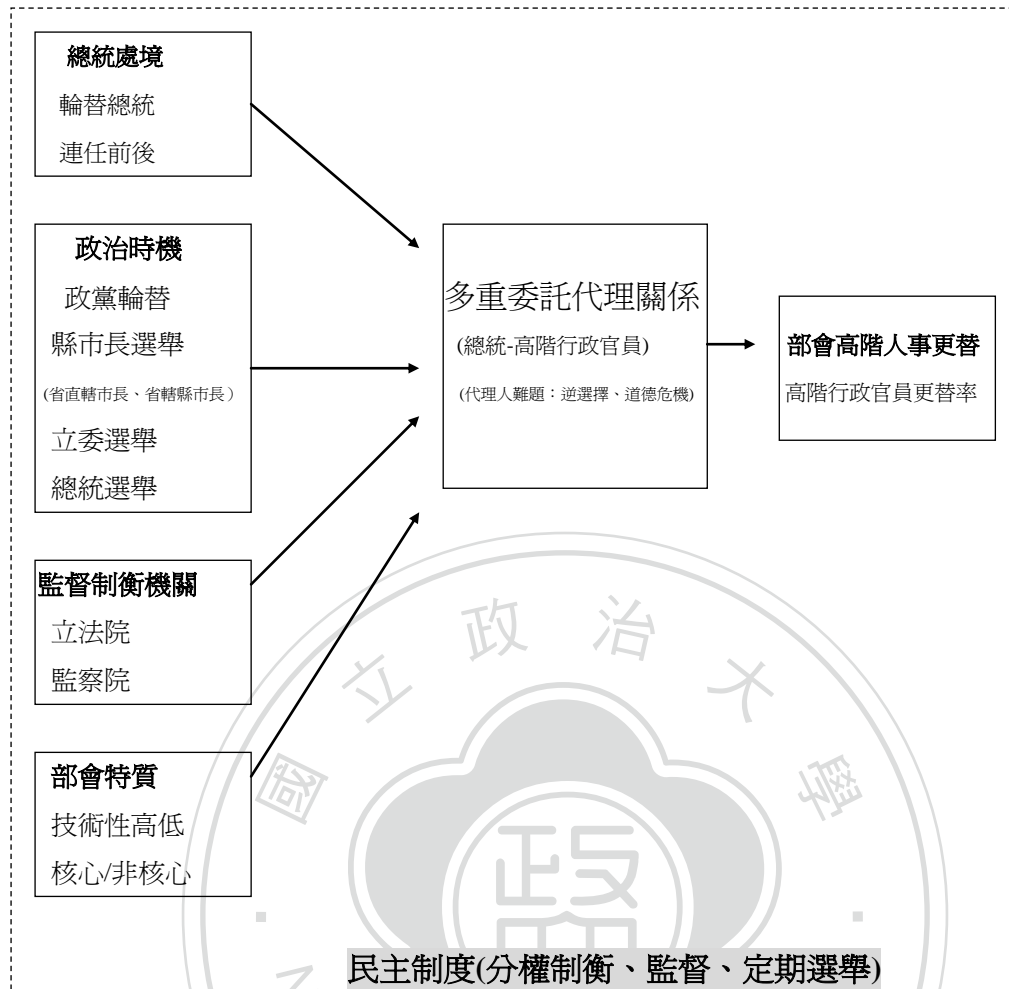 總統處境
輪替總統
連任前後
政治時機
政黨輪替
縣市長選舉
(省直轄市長、省轄縣市長）
立委選舉
總統選舉
監督制衡機關
立法院
監察院
部會特質
技術性高低
核心/非核心
多重委託代理關係
(總統-高階行政官員)
(代理人難題：逆選擇、道德危機)
部會高階人事更替
高階行政官員更替率
國立政治大學
政
民主制度(分權制衡、監督、定期選舉)